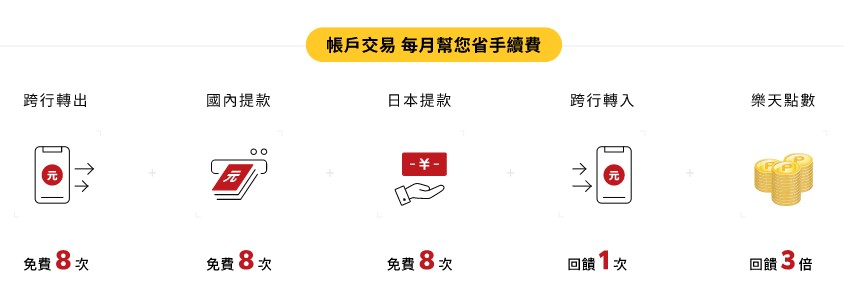 帳戶交易 每月幫您省手續費
跨行轉出
國內提款
日本提款
跨行轉入
樂天點數
元
元
-¥-
元
免費 8 次
免費 8 次
免費 8 次
回饋 1 次
回饋 3 倍